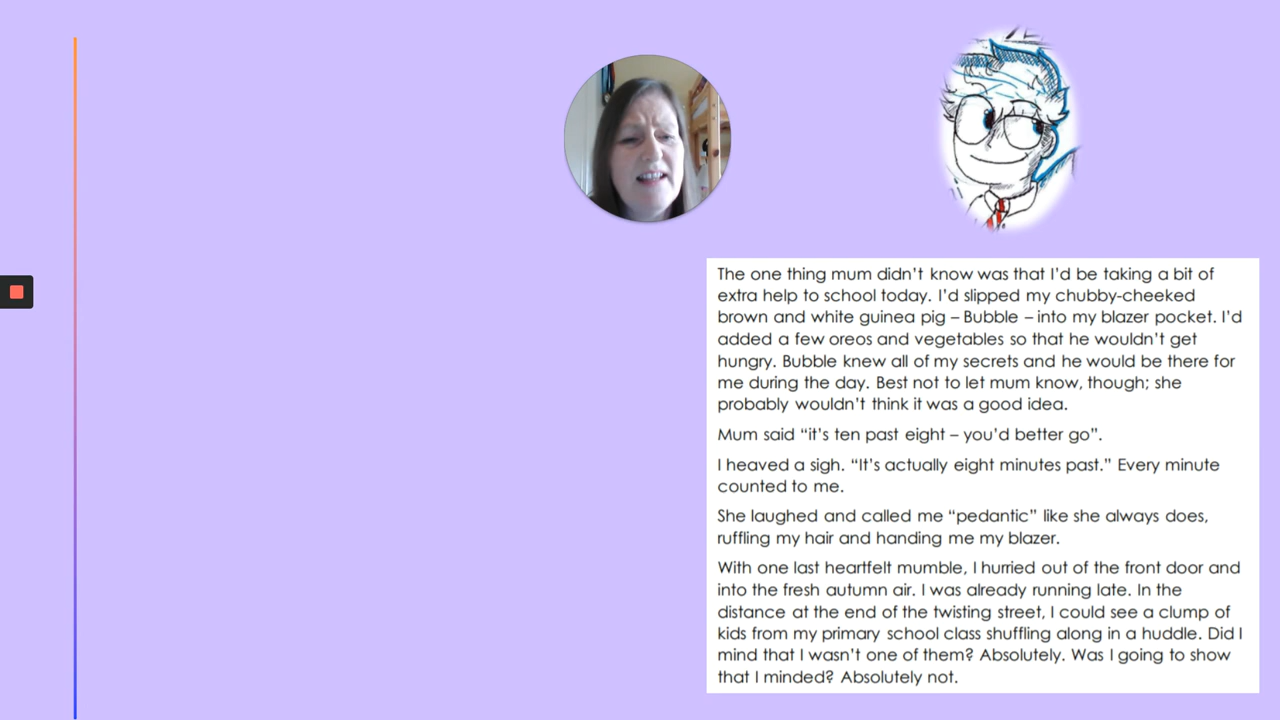 The one thing mum didn't know was that I'd be taking a bit of
extra help to school today. I'd slipped my chubby-cheeked
brown and white guinea pig – Bubble – into my blazer pocket. I'd
added a few oreos and vegetables so that he wouldn't get
hungry. Bubble knew all of my secrets and he would be there for
me during the day. Best not to let mum know, though; she
probably wouldn't think it was a good idea.
Mum said “it's ten past eight – you'd better go”.
I heaved a sigh. “It's actually eight minutes past.” Every minute
counted to me.
She laughed and called me “pedantic” like she always does,
ruffling my hair and handing me my blazer.
With one last heartfelt mumble, I hurried out of the front door and
into the fresh autumn air. I was already running late. In the
distance at the end of the twisting street, I could see a clump of
kids from my primary school class shuffling along in a huddle. Did I
mind that I wasn't one of them? Absolutely. Was I going to show
that I minded? Absolutely not.